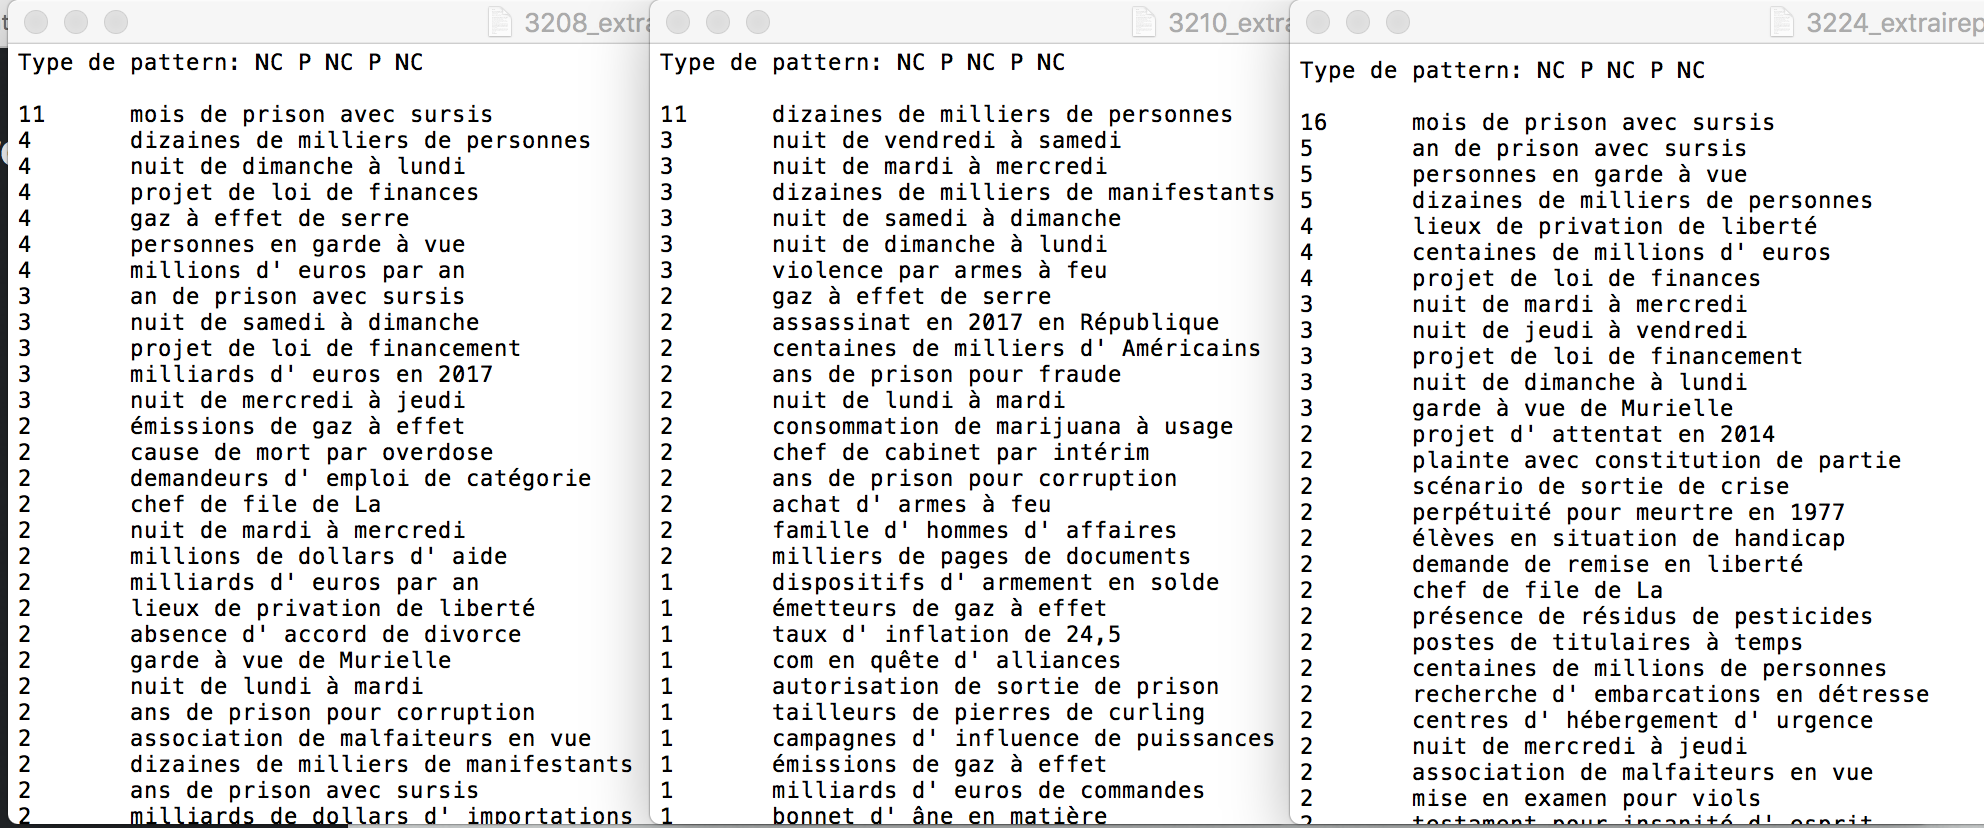 3208_extra
Type de pattern: NC P NC P NC
11 mois de prison avec sursis
4 dizaines de milliers de personnes
4 nuit de dimanche à lundi
4 projet de loi de finances
4 gaz à effet de serre
4 personnes en garde à vue
4 millions d' euros par an
3 an de prison avec sursis
3 nuit de samedi à dimanche
3 projet de loi de financement
3 milliards d' euros en 2017
3 nuit de mercredi à jeudi
2 émissions de gaz à effet
2 cause de mort par overdose
2 demandeurs d' emploi de catégorie
2 chef de file de La
2 nuit de mardi à mercredi
2 millions de dollars d' aide
2 milliards d' euros par an
2 lieux de privation de liberté
2 absence d' accord de divorce
2 garde à vue de Murielle
2 nuit de lundi à mardi
2 ans de prison pour corruption
2 association de malfaiteurs en vue
2 dizaines de milliers de manifestants
2 ans de prison avec sursis
2 milliards de dollars d' importations
3210_extra
Type de pattern: NC P NC P NC
11 dizaines de milliers de personnes
3 nuit de vendredi à samedi
3 nuit de mardi à mercredi
3 dizaines de milliers de manifestants
3 nuit de samedi à dimanche
3 nuit de dimanche à lundi
3 violence par armes à feu
2 gaz à effet de serre
2 assassinat en 2017 en République
2 centaines de milliers d' Américains
2 ans de prison pour fraude
2 nuit de lundi à mardi
2 consommation de marijuana à usage
2 chef de cabinet par intérim
2 ans de prison pour corruption
2 achat d' armes à feu
2 famille d' hommes d' affaires
2 milliers de pages de documents
1 dispositifs d' armement en solde
1 émetteurs de gaz à effet
1 taux d' inflation de 24,5
1 com en quête d' alliances
1 autorisation de sortie de prison
1 tailleurs de pierres de curling
1 campagnes d' influence de puissances
1 émissions de gaz à effet
1 milliards d' euros de commandes
1 bonnet d' âne en matière
3224_extrairep
Type de pattern: NC P NC P NC
16 mois de prison avec sursis
5 an de prison avec sursis
5 personnes en garde à vue
5 dizaines de milliers de personnes
4 lieux de privation de liberté
4 centaines de millions d' euros
4 projet de loi de finances
3 nuit de mardi à mercredi
3 nuit de jeudi à vendredi
3 projet de loi de financement
3 nuit de dimanche à lundi
3 garde à vue de Murielle
2 projet d' attentat en 2014
2 plainte avec constitution de partie
2 scénario de sortie de crise
2 perpétuité pour meurtre en 1977
2 élèves en situation de handicap
2 demande de remise en liberté
2 chef de file de La
2 présence de résidus de pesticides
2 postes de titulaires à temps
2 centaines de millions de personnes
2 recherche d' embarcations en détresse
2 centres d' hébergement d' urgence
2 nuit de mercredi à jeudi
2 association de malfaiteurs en vue
2 mise en examen pour viols
2 testament pour insanité d' esprit